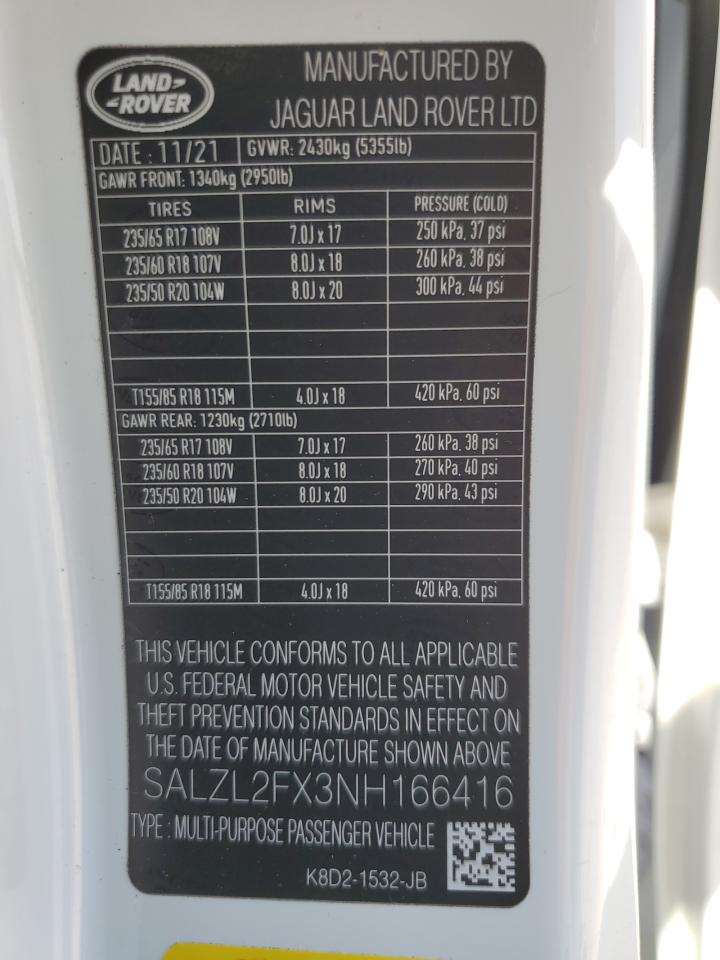 LAND
ROVER
MANUFACTURED BY
JAGUAR LAND ROVER LTD
DATE : 11/21 GVWR: 2430kg (5355lb)
GAWR FRONT: 1340kg (2950lb)
TIRES RIMS PRESSURE (COLD)
235/65 R17 108V 7.0J x 17 250 kPa, 37 psi
235/60 R18 107V 8.0J x 18 260 kPa, 38 psi
235/50 R20 104W 8.0J x 20 300 kPa, 44 psi
T155/85 R18 115M 4.0J x 18 420 kPa, 60 psi
GAWR REAR: 1230kg (2710lb)
235/65 R17 108V 7.0J x 17 260 kPa, 38 psi
235/60 R18 107V 8.0J x 18 270 kPa, 40 psi
235/50 R20 104W 8.0J x 20 290 kPa, 43 psi
T155/85 R18 115M 4.0J x 18 420 kPa, 60 psi
THIS VEHICLE CONFORMS TO ALL APPLICABLE
U.S. FEDERAL MOTOR VEHICLE SAFETY AND
THEFT PREVENTION STANDARDS IN EFFECT ON
THE DATE OF MANUFACTURE SHOWN ABOVE
SALZL2FX3NH166416
TYPE : MULTI-PURPOSE PASSENGER VEHICLE
K8D2-1532-JB